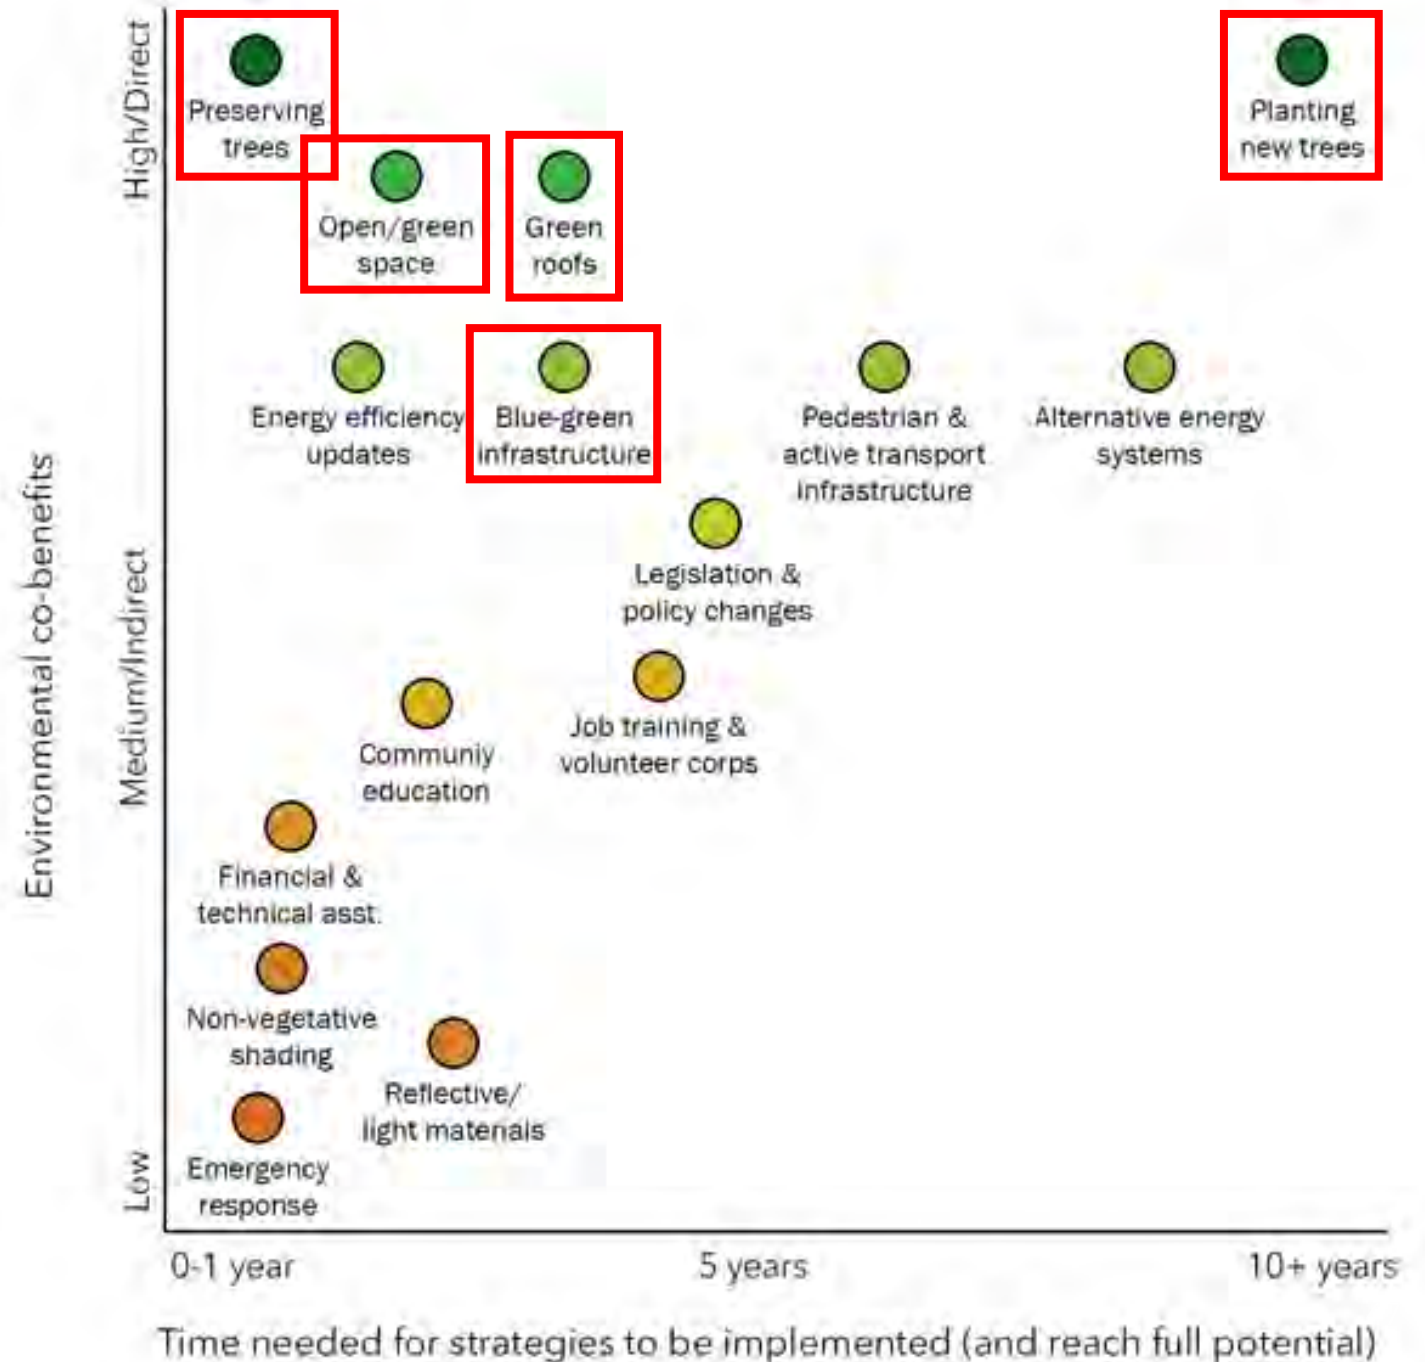 High/Direct
Preserving
trees
Planting
new trees
Open/green
space
Green
roofs
Energy efficiency
updates
Blue-green
infrastructure
Pedestrian &
active transport
infrastructure
Alternative energy
systems
Environmental co-benefits
Medium/Indirect
Legislation &
policy changes
Job training &
volunteer corps
Communiy
education
Financial &
technical asst.
Non-vegetative
shading
Reflective/
light materials
Low
Emergency
response
0-1 year
5 years
10+ years
Time needed for strategies to be implemented (and reach full potential)